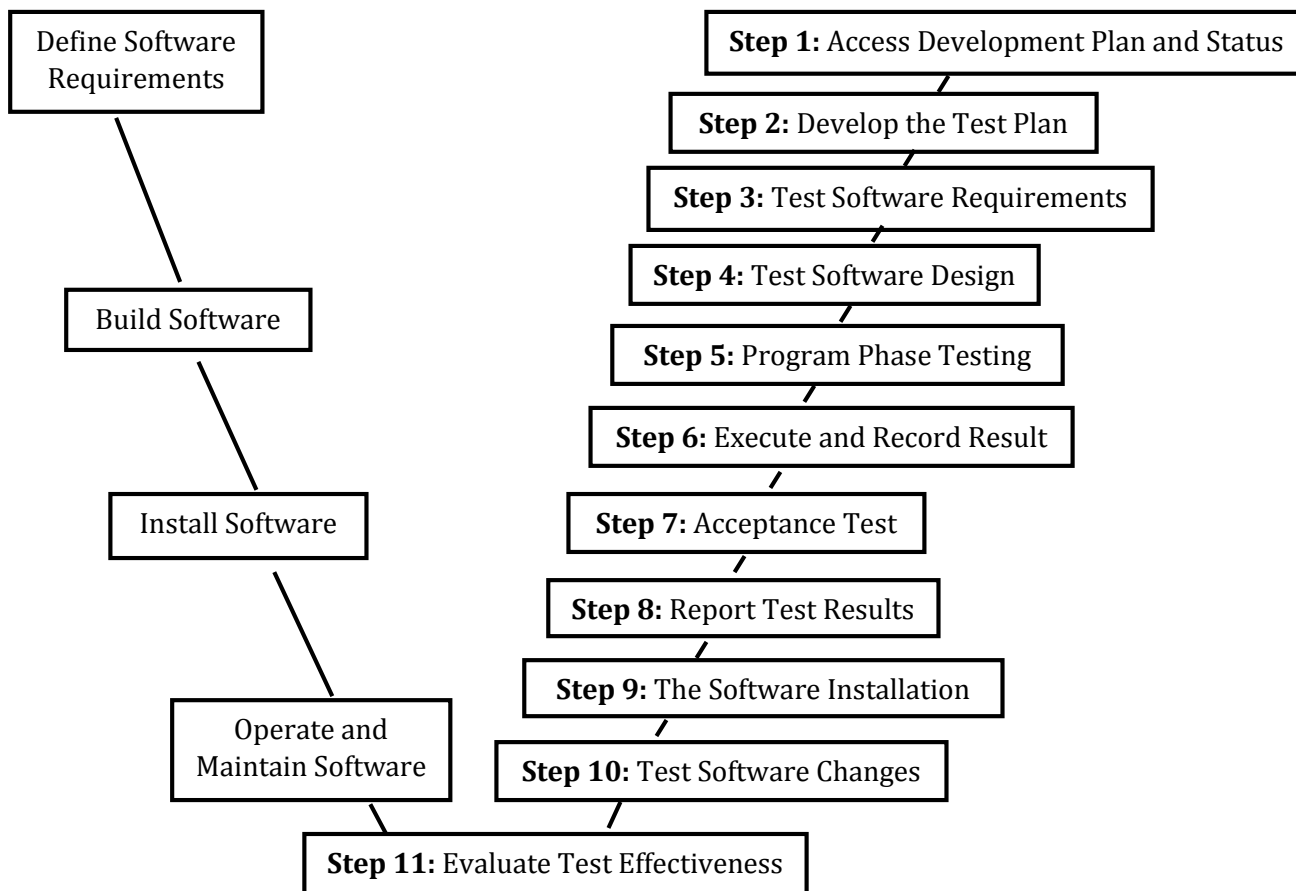 Define Software
Requirements
Build Software
Install Software
Operate and
Maintain Software
Step 1: Access Development Plan and Status
Step 2: Develop the Test Plan
Step 3: Test Software Requirements
Step 4: Test Software Design
Step 5: Program Phase Testing
Step 6: Execute and Record Result
Step 7: Acceptance Test
Step 8: Report Test Results
Step 9: The Software Installation
Step 10: Test Software Changes
Step 11: Evaluate Test Effectiveness